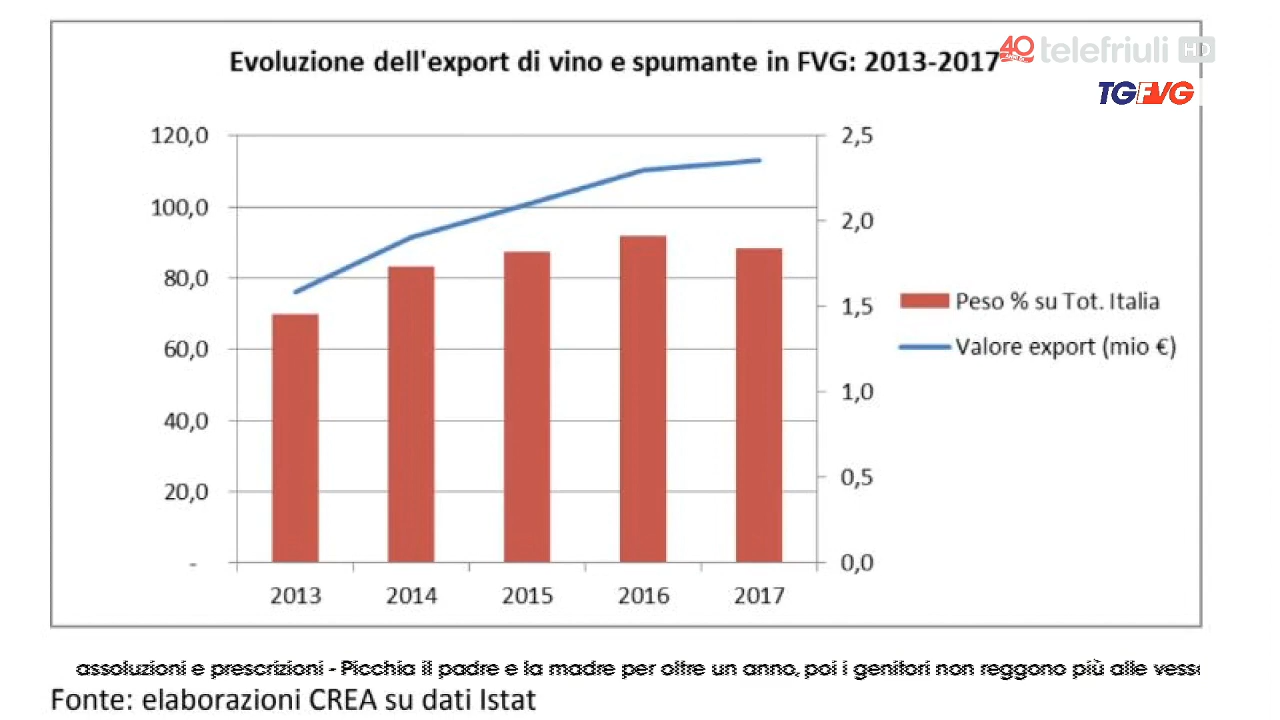 Evoluzione dell'export di vino e spumante in FVG: 2013-2017
40 telefriuli HD
TGFVG
120,0
100,0
80,0
60,0
40,0
20,0
-
2,5
2,0
1,5
1,0
0,5
0,0
Peso % su Tot. Italia
Valore export (mio €)
2013 2014 2015 2016 2017
assoluzioni e prescrizioni - Picchia il padre e la madre per oltre un anno, poi i genitori non reggono più alle
Fonte: elaborazioni CREA su dati Istat